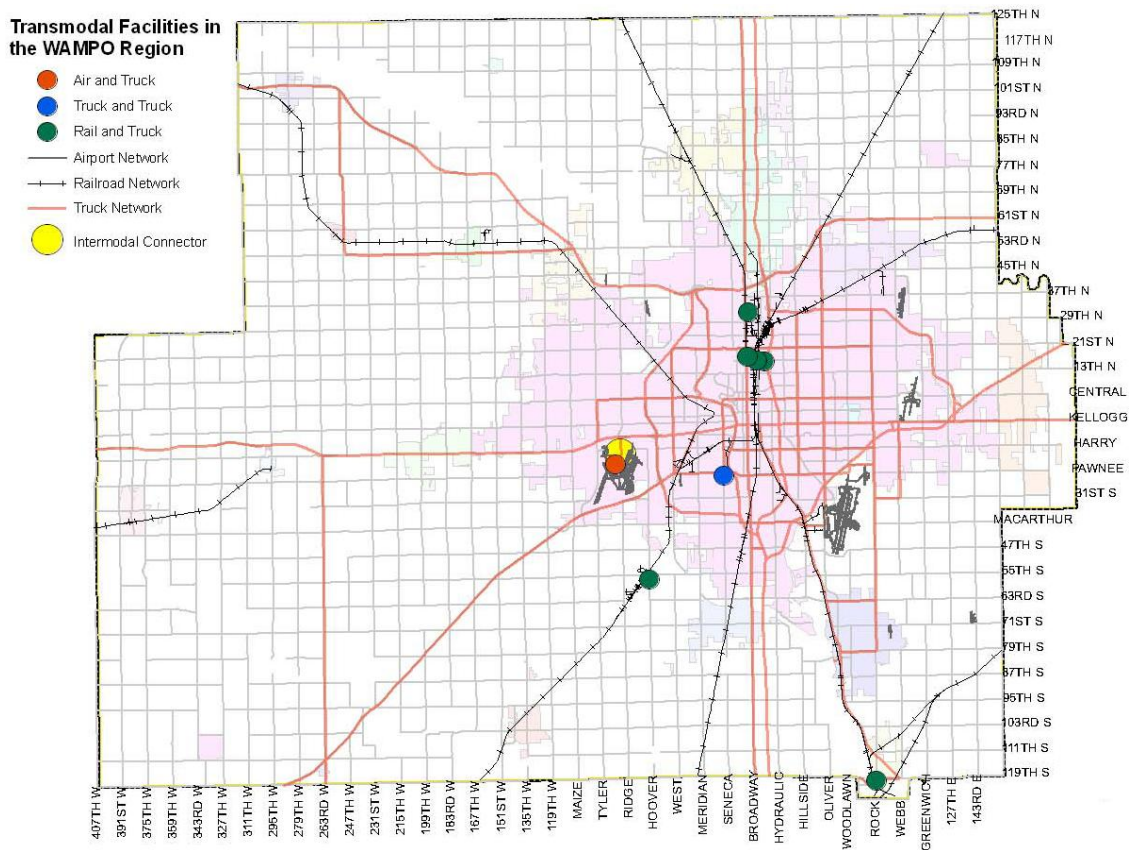 Transmodal Facilities in
the WAMPO Region
Air and Truck
Truck and Truck
Rail and Truck
Airport Network
Railroad Network
Truck Network
Intermodal Connector
125TH N
117TH N
109TH N
101ST N
93RD N
85TH N
77TH N
69TH N
61ST N
53RD N
45TH N
37TH N
29TH N
21ST N
13TH N
CENTRAL
KELLOGG
HARRY
PAWNEE
31ST S
MACARTHUR
47TH S
55TH S
63RD S
71ST S
79TH S
87TH S
95TH S
103RD S
111TH S
119TH S
407TH W
391ST W
375TH W
359TH W
343RD W
327TH W
311TH W
295TH W
279TH W
263RD W
247TH W
231ST W
215TH W
199TH W
183RD W
167TH W
151ST W
135TH W
119TH W
MAIZE
TYLER
RIDGE
HOOVER
WEST
MERIDIAN
SENECA
BROADWAY
HYDRAULIC
HILLSIDE
OLIVER
WOODLAWN
ROCK
WEBB
GREENWICH
127TH E
143RD E